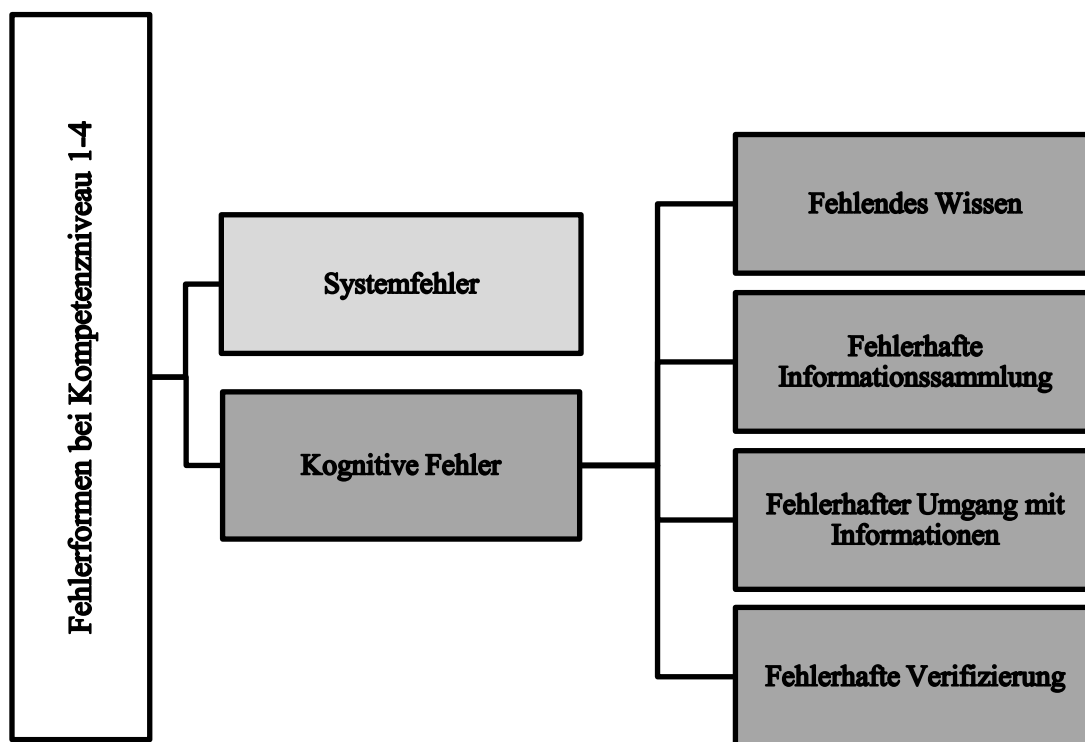 Fehlerformen bei Kompetenzniveau 1-4
Systemfehler
Kognitive Fehler
Fehlendes Wissen
Fehlerhafte
Informationssammlung
Fehlerhafter Umgang mit
Informationen
Fehlerhafte Verifizierung